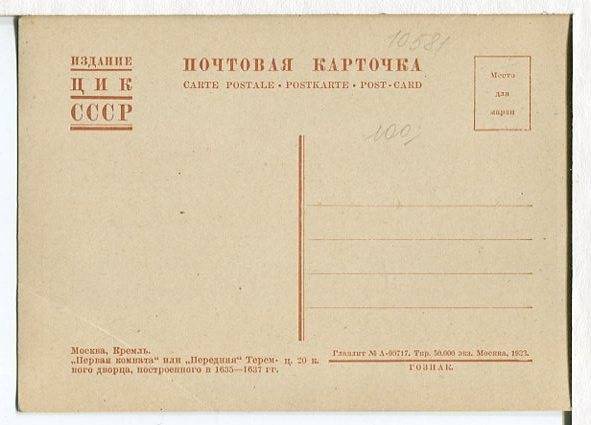 10581
ИЗДАНИЕ
ЦИК
СССР
ПОЧТОВАЯ КАРТОЧКА
CARTE POSTALE • POSTKARTE • POST-CARD
Место
для
марки
100
Москва, Кремль.
„Первая комната“ или „Передняя“ Терем-
ного дворца, построенного в 1635—1637 гг.
ц. 20 к.
Главлит № А-90717. Тир. 50.000 экз. Москва,
ГОЗНАК.